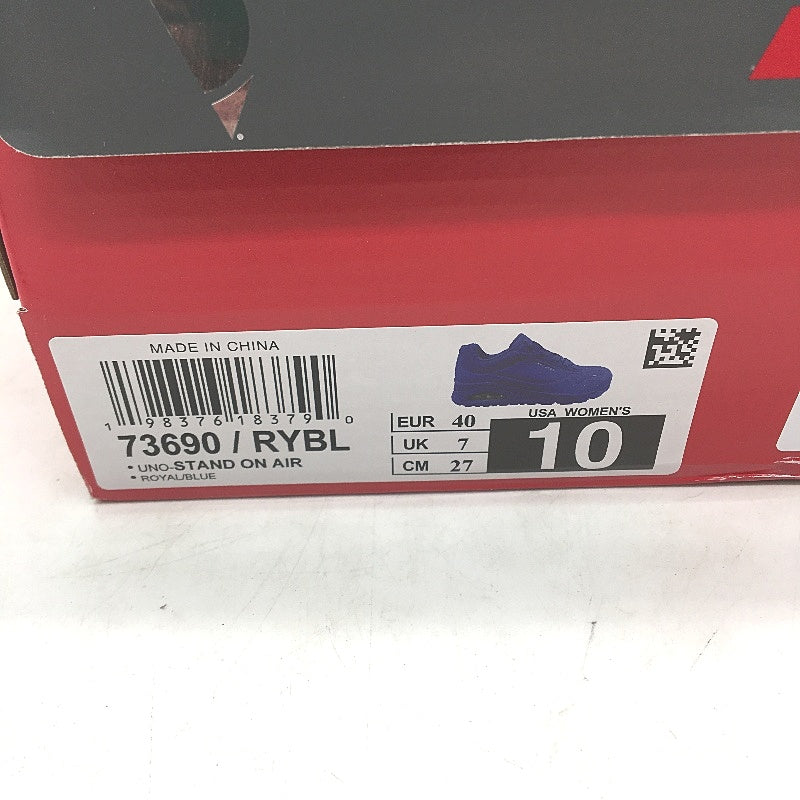 MADE IN CHINA
1 98376 18379 0
73690 / RYBL
• UNO-STAND ON AIR
• ROYAL/BLUE
EUR 40
UK 7
CM 27
USA WOMEN'S
10